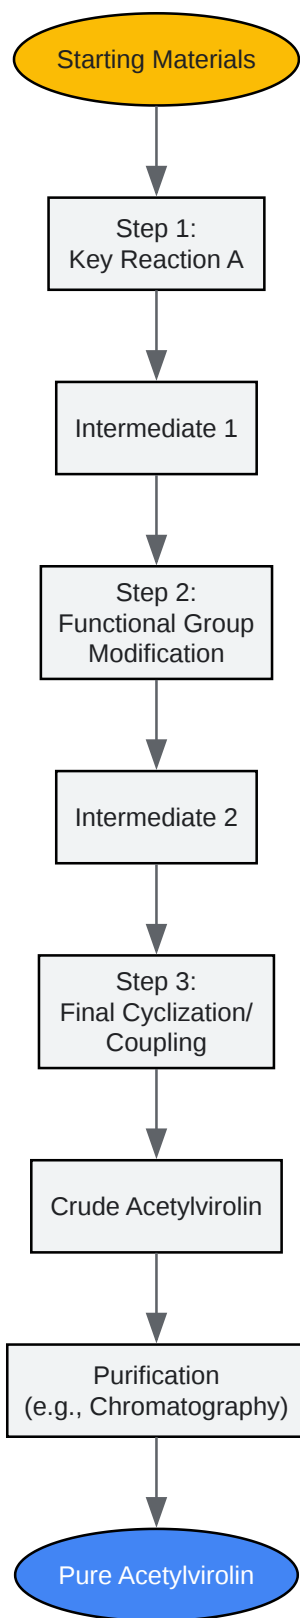 Starting Materials
Step 1:
Key Reaction A
Intermediate 1
Step 2:
Functional Group
Modification
Intermediate 2
Step 3:
Final Cyclization/
Coupling
Crude Acetylvirolin
Purification
(e.g., Chromatography)
Pure Acetylvirolin